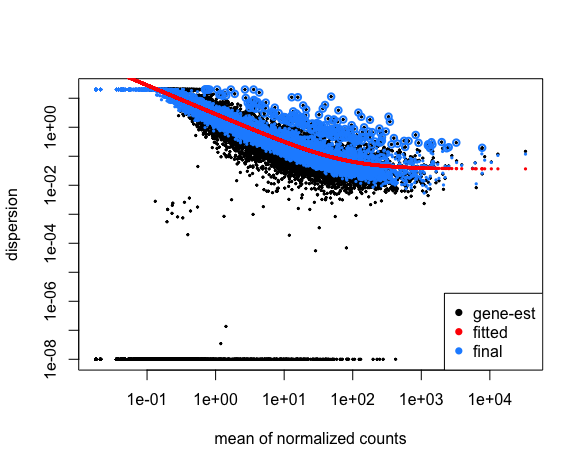 dispersion
1e+00
1e-02
1e-04
1e-06
1e-08
gene-est
fitted
final
1e-01 1e+00 1e+01 1e+02 1e+03 1e+04
mean of normalized counts